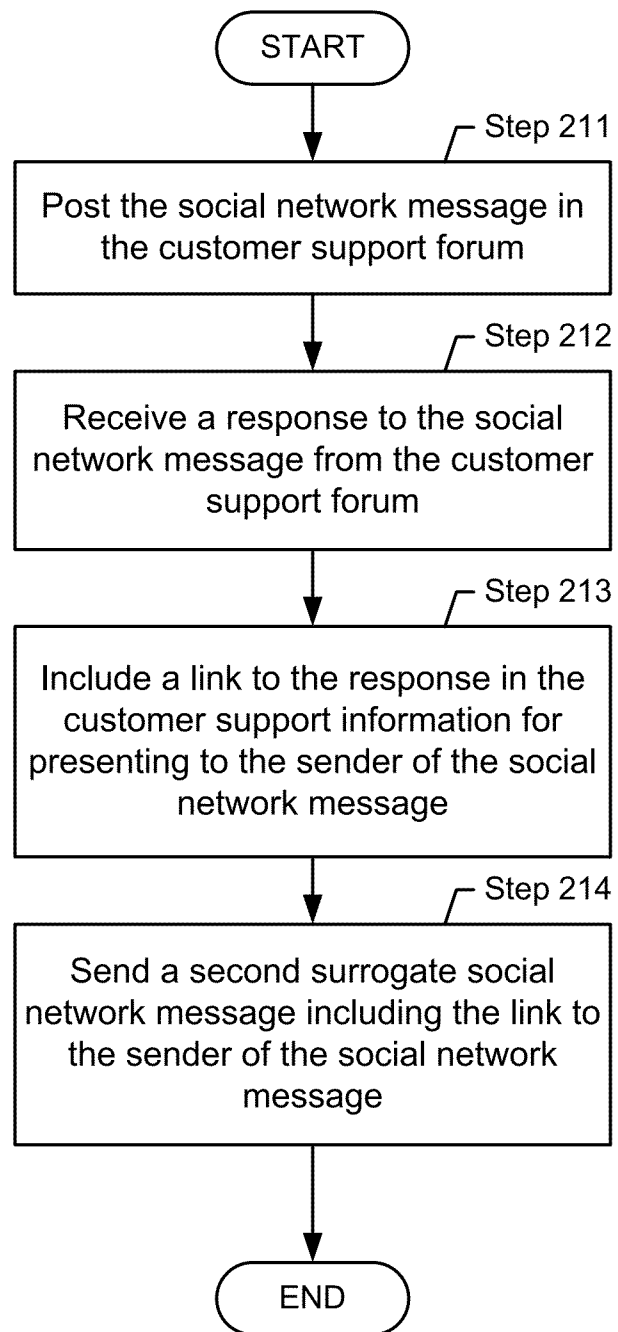 START
Step 211
Post the social network message in
the customer support forum
Step 212
Receive a response to the social
network message from the customer
support forum
Step 213
Include a link to the response in the
customer support information for
presenting to the sender of the social
network message
Step 214
Send a second surrogate social
network message including the link to
the sender of the social network
message
END